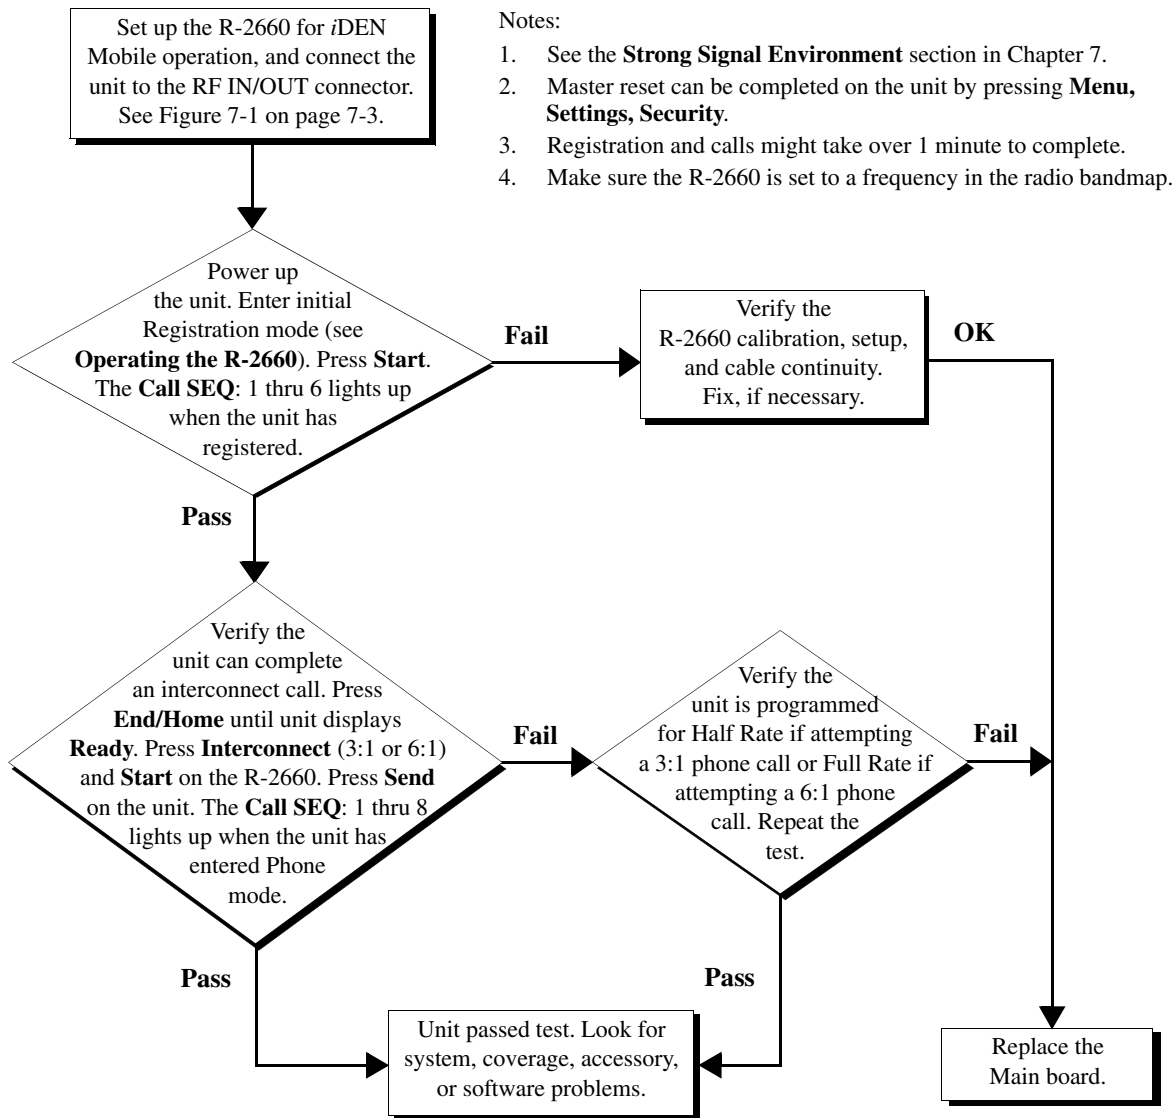 Set up the R-2660 for iDEN
Mobile operation, and connect the
unit to the RF IN/OUT connector.
See Figure 7-1 on page 7-3.
Notes:
1. See the Strong Signal Environment section in Chapter 7.
2. Master reset can be completed on the unit by pressing Menu,
Settings, Security.
3. Registration and calls might take over 1 minute to complete.
4. Make sure the R-2660 is set to a frequency in the radio bandmap.
Power up
the unit. Enter initial
Registration mode (see
Operating the R-2660). Press Start.
The Call SEQ: 1 thru 6 lights up
when the unit has
registered.
Fail
Verify the
R-2660 calibration, setup,
and cable continuity.
Fix, if necessary.
OK
Pass
Verify the
unit can complete
an interconnect call. Press
End/Home until unit displays
Ready. Press Interconnect (3:1 or 6:1)
and Start on the R-2660. Press Send
on the unit. The Call SEQ: 1 thru 8
lights up when the unit has
entered Phone
mode.
Fail
Verify the
unit is programmed
for Half Rate if attempting
a 3:1 phone call or Full Rate if
attempting a 6:1 phone
call. Repeat the
test.
Fail
Pass
Pass
Unit passed test. Look for
system, coverage, accessory,
or software problems.
Replace the
Main board.